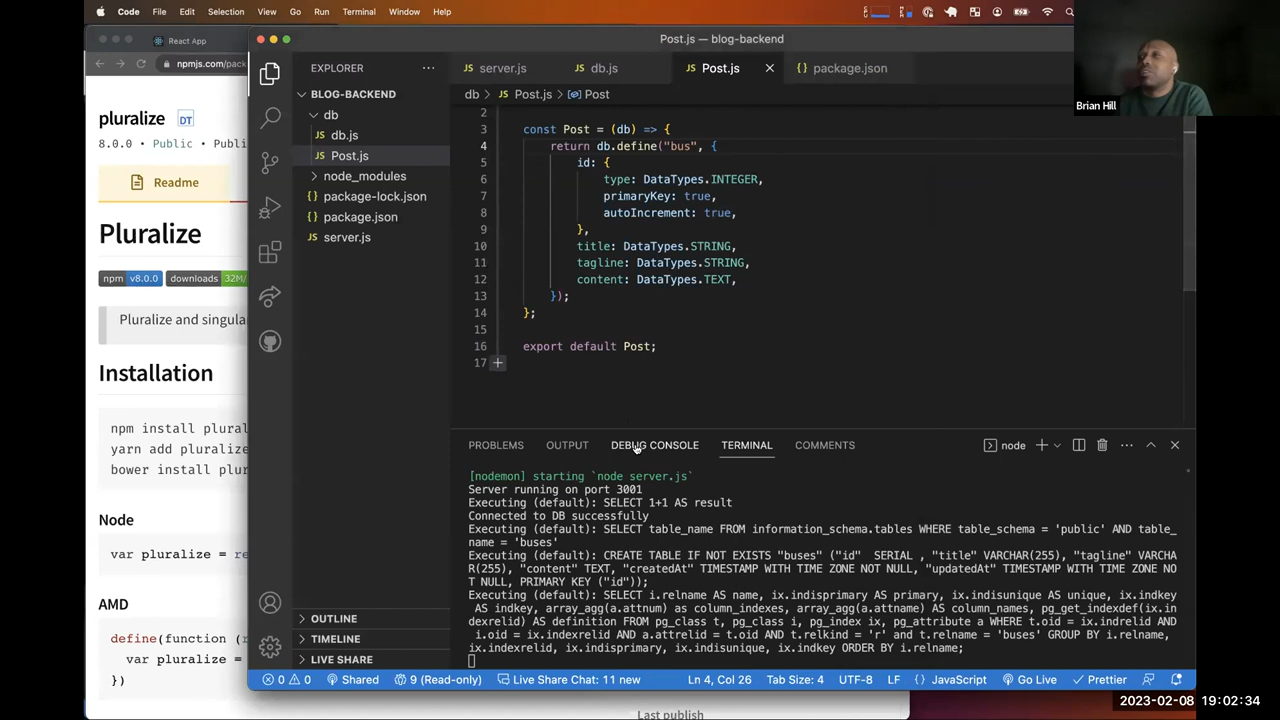 Code File Edit Selection View Go Run Terminal Window Help
React App
npmjs.com/pack
pluralize DT
8.0.0 • Public • Publi
Readme
Pluralize
npm v8.0.0 downloads 32M/
Pluralize and singula
Installation
npm install plural
yarn add pluralize
bower install plur
Node
var pluralize = re
AMD
define(function (r
var pluralize =
})
Last publish
Post.js — blog-backend
EXPLORER
BLOG-BACKEND
db
JS db.js
JS Post.js
node_modules
{} package-lock.json
{} package.json
JS server.js
OUTLINE
TIMELINE
LIVE SHARE
JS server.js JS db.js JS Post.js {} package.json
db > JS Post.js > Post
2
3 const Post = (db) => {
4 return db.define("bus", {
5 id: {
6 type: DataTypes.INTEGER,
7 primaryKey: true,
8 autoIncrement: true,
9 },
10 title: DataTypes.STRING,
11 tagline: DataTypes.STRING,
12 content: DataTypes.TEXT,
13 });
14 };
15
16 export default Post;
17
PROBLEMS OUTPUT DEBUG CONSOLE TERMINAL COMMENTS node
[nodemon] starting `node server.js`
Server running on port 3001
Executing (default): SELECT 1+1 AS result
Connected to DB successfully
Executing (default): SELECT table_name FROM information_schema.tables WHERE table_schema = 'public' AND table_
name = 'buses'
Executing (default): CREATE TABLE IF NOT EXISTS "buses" ("id" SERIAL , "title" VARCHAR(255), "tagline" VARCHA
R(255), "content" TEXT, "createdAt" TIMESTAMP WITH TIME ZONE NOT NULL, "updatedAt" TIMESTAMP WITH TIME ZONE NO
T NULL, PRIMARY KEY ("id"));
Executing (default): SELECT i.relname AS name, ix.indisprimary AS primary, ix.indisunique AS unique, ix.indkey
AS indkey, array_agg(a.attnum) as column_indexes, array_agg(a.attname) AS column_names, pg_get_indexdef(ix.in
dexrelid) AS definition FROM pg_class t, pg_class i, pg_index ix, pg_attribute a WHERE t.oid = ix.indrelid AND
i.oid = ix.indexrelid AND a.attrelid = t.oid AND t.relkind = 'r' and t.relname = 'buses' GROUP BY i.relname,
ix.indexrelid, ix.indisprimary, ix.indisunique, ix.indkey ORDER BY i.relname;
0 0 Shared 9 (Read-only) Live Share Chat: 11 new Ln 4, Col 26 Tab Size: 4 UTF-8 LF {} JavaScript Go Live Prettier
Brian Hill
2023-02-08 19:02:34